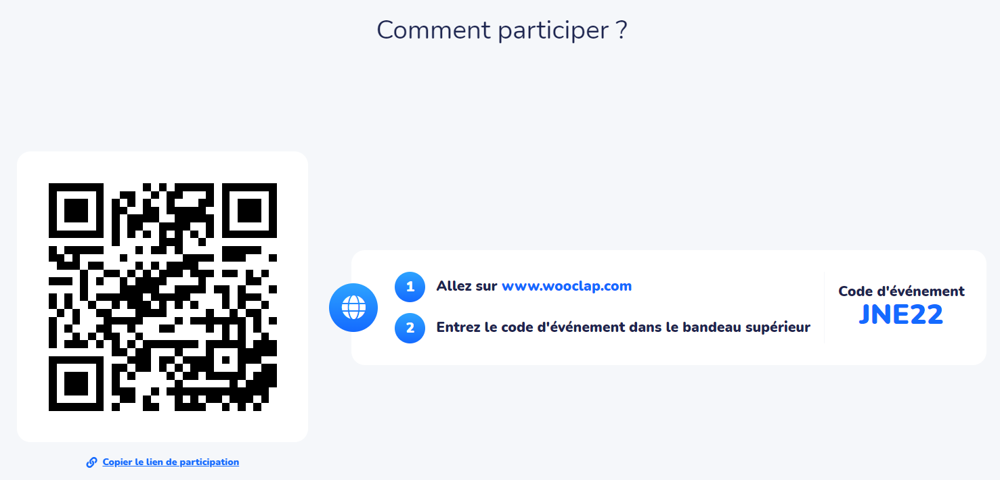 Comment participer ?
1 Allez sur www.wooclap.com
2 Entrez le code d'événement dans le bandeau supérieur
Code d'événement
JNE22
Copier le lien de participation